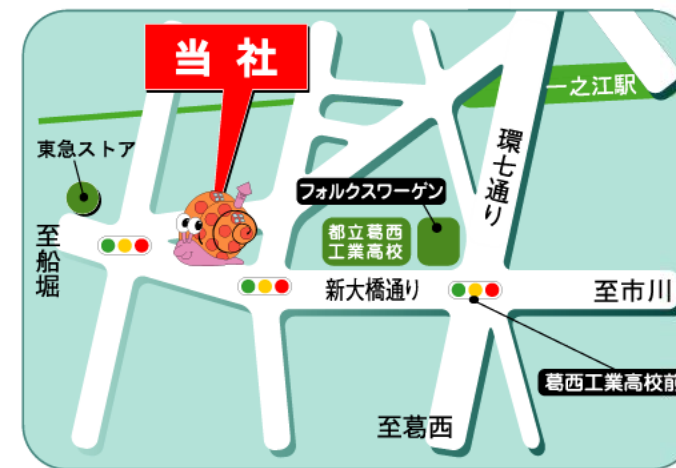 当社
一之江駅
東急ストア
環七通り
フォルクスワーゲン
都立葛西
工業高校
至船堀
新大橋通り
至市川
葛西工業高校前
至葛西